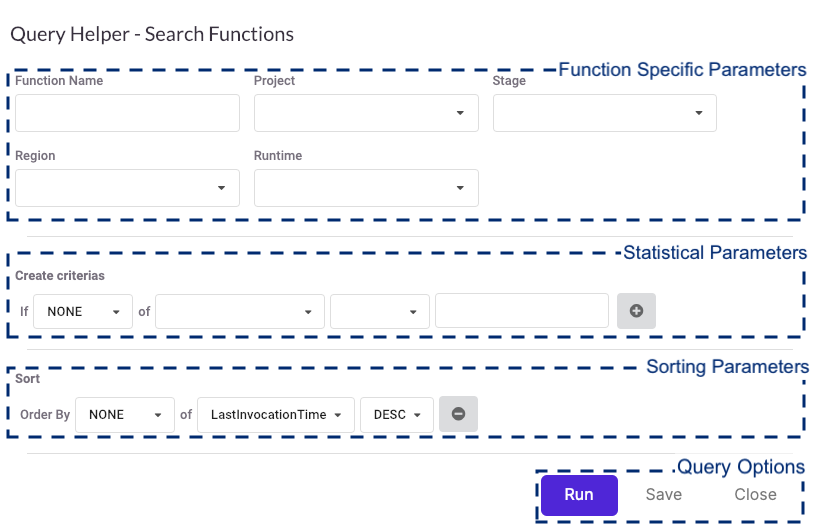 Query Helper - Search Functions
Function Specific Parameters
Function Name Project Stage
Region Runtime
Statistical Parameters
Create criterias
If NONE of
Sorting Parameters
Sort
Order By NONE of LastInvocationTime DESC
Query Options
Run Save Close